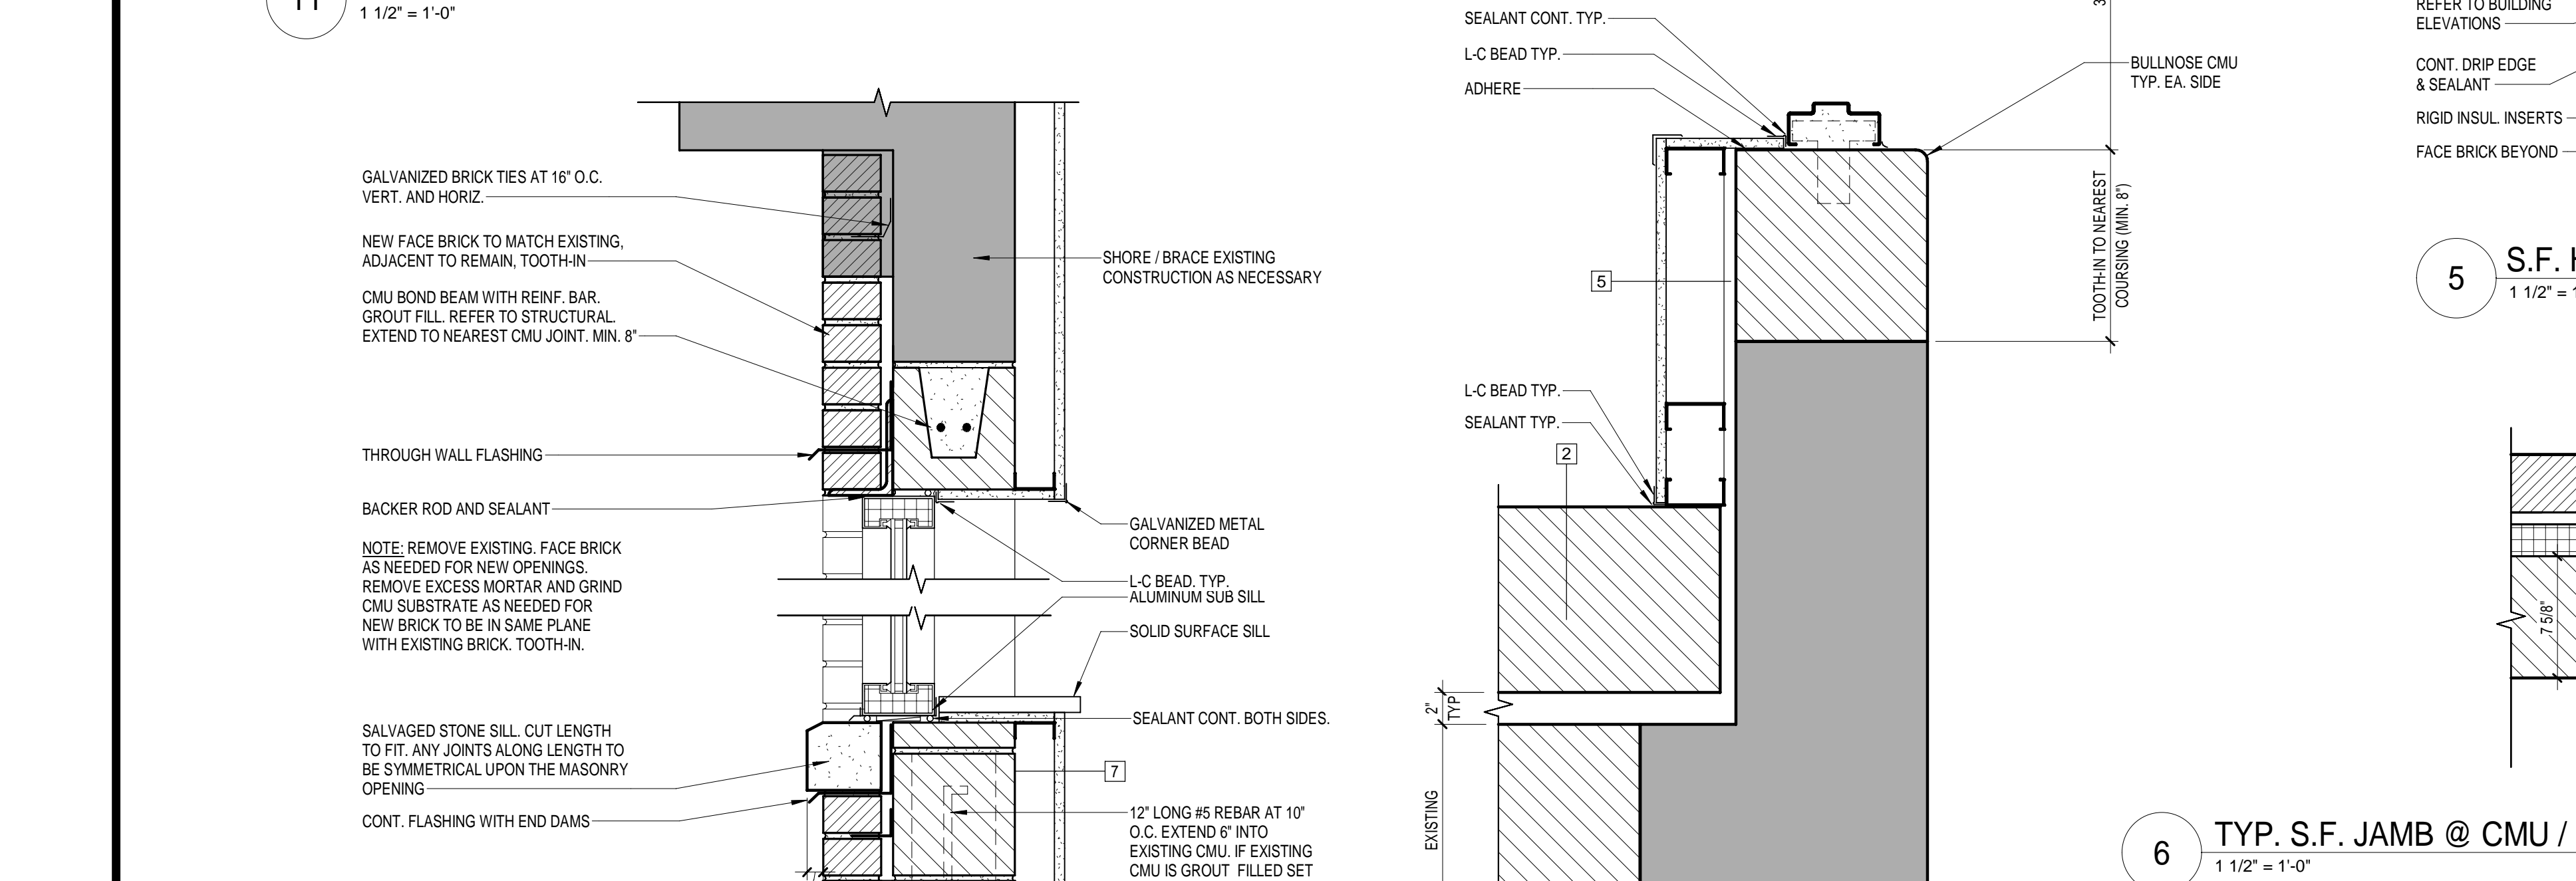 11
1 1/2" = 1'-0"
GALVANIZED BRICK TIES AT 16" O.C.
VERT. AND HORIZ.
NEW FACE BRICK TO MATCH EXISTING,
ADJACENT TO REMAIN, TOOTH-IN
CMU BOND BEAM WITH REINF. BAR.
GROUT FILL. REFER TO STRUCTURAL.
EXTEND TO NEAREST CMU JOINT. MIN. 8"
THROUGH WALL FLASHING
BACKER ROD AND SEALANT
NOTE: REMOVE EXISTING. FACE BRICK
AS NEEDED FOR NEW OPENINGS.
REMOVE EXCESS MORTAR AND GRIND
CMU SUBSTRATE AS NEEDED FOR
NEW BRICK TO BE IN SAME PLANE
WITH EXISTING BRICK. TOOTH-IN.
SALVAGED STONE SILL. CUT LENGTH
TO FIT. ANY JOINTS ALONG LENGTH TO
BE SYMMETRICAL UPON THE MASONRY
OPENING
CONT. FLASHING WITH END DAMS
SHORE / BRACE EXISTING
CONSTRUCTION AS NECESSARY
GALVANIZED METAL
CORNER BEAD
L-C BEAD. TYP.
ALUMINUM SUB SILL
SOLID SURFACE SILL
SEALANT CONT. BOTH SIDES.
7
12" LONG #5 REBAR AT 10"
O.C. EXTEND 6" INTO
EXISTING CMU. IF EXISTING
CMU IS GROUT FILLED SET
SEALANT CONT. TYP.
L-C BEAD TYP.
ADHERE
5
L-C BEAD TYP.
SEALANT TYP.
2
2"
TYP
EXISTING
BULLNOSE CMU
TYP. EA. SIDE
TOOTH-IN TO NEAREST
COURSING (MIN. 8")
6
TYP. S.F. JAMB @ CMU /
1 1/2" = 1'-0"
REFER TO BUILDING
ELEVATIONS
CONT. DRIP EDGE
& SEALANT
RIGID INSUL. INSERTS
FACE BRICK BEYOND
5
S.F.
1 1/2" =
7 5/8"